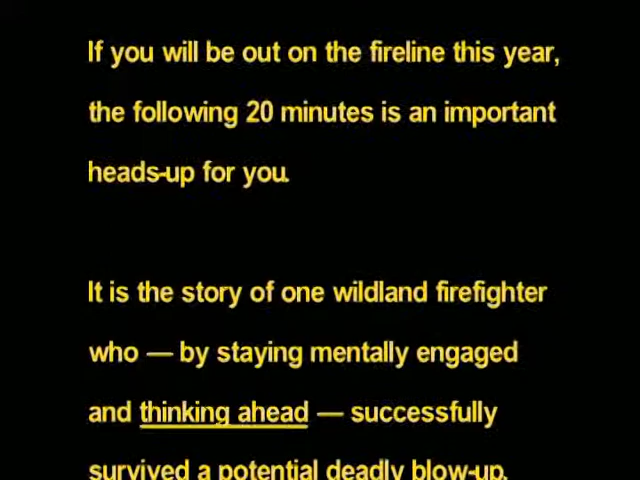 If you will be out on the fireline this year,
the following 20 minutes is an important
heads-up for you.
It is the story of one wildland firefighter
who — by staying mentally engaged
and thinking ahead — successfully
survived a potential deadly blow-up.